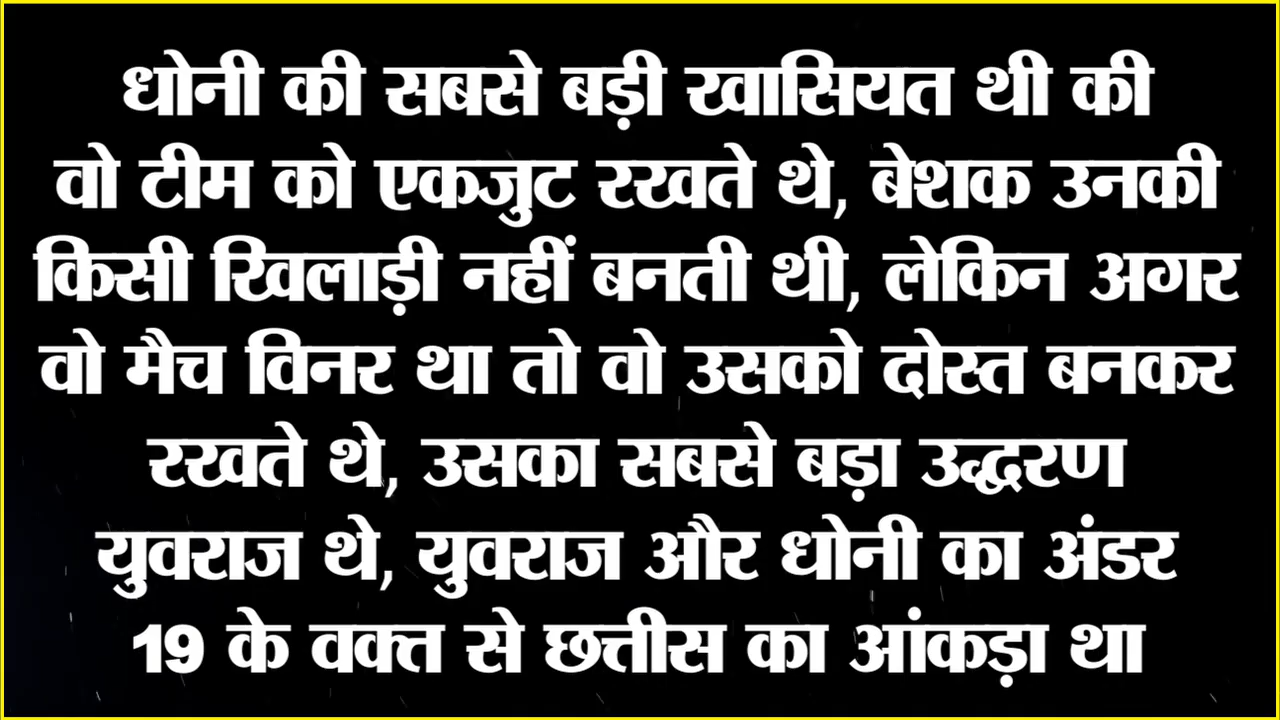 धोनी की सबसे बड़ी खासियत थी की
वो टीम को एकजुट रखते थे, बेशक उनकी
किसी खिलाड़ी नहीं बनती थी, लेकिन अगर
वो मैच विनर था तो वो उसको दोस्त बनकर
रखते थे, उसका सबसे बड़ा उद्धरण
युवराज थे, युवराज और धोनी का अंडर
19 के वक्त से छत्तीस का आंकड़ा था